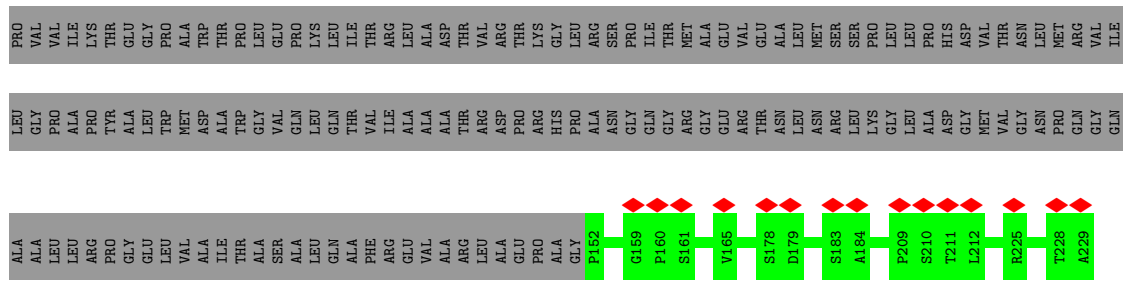 PRO VAL VAL ILE LYS THR GLU GLY PRO ALA TRP THR PRO LEU GLU PRO LYS LEU ILE THR ARG LEU ALA ASP THR VAL ARG THR LYS GLY LEU ARG SER PRO ILE THR MET ALA GLU VAL GLU ALA LEU MET SER SER PRO LEU LEU PRO HIS ASP VAL THR ASN LEU MET ARG VAL ILE
LEU GLY PRO ALA PRO TYR ALA LEU TRP MET ASP ALA TRP GLY VAL GLN LEU GLN THR VAL ILE ALA ALA ALA THR ARG ASP PRO ARG HIS PRO ALA ASN GLY GLN GLY ARG GLY GLU ARG THR ASN LEU ASN ARG LEU LYS GLY LEU ALA ASP GLY MET VAL GLY ASN PRO GLN GLY GLN
ALA ALA LEU LEU ARG PRO GLY GLU LEU VAL ALA ILE THR ALA SER ALA LEU GLN ALA PHE ARG GLU VAL ALA ARG LEU ALA GLU PRO ALA GLY P152 G159 P160 S161 V165 S178 D179 S183 A184 P209 S210 T211 L212 R225 T228 A229